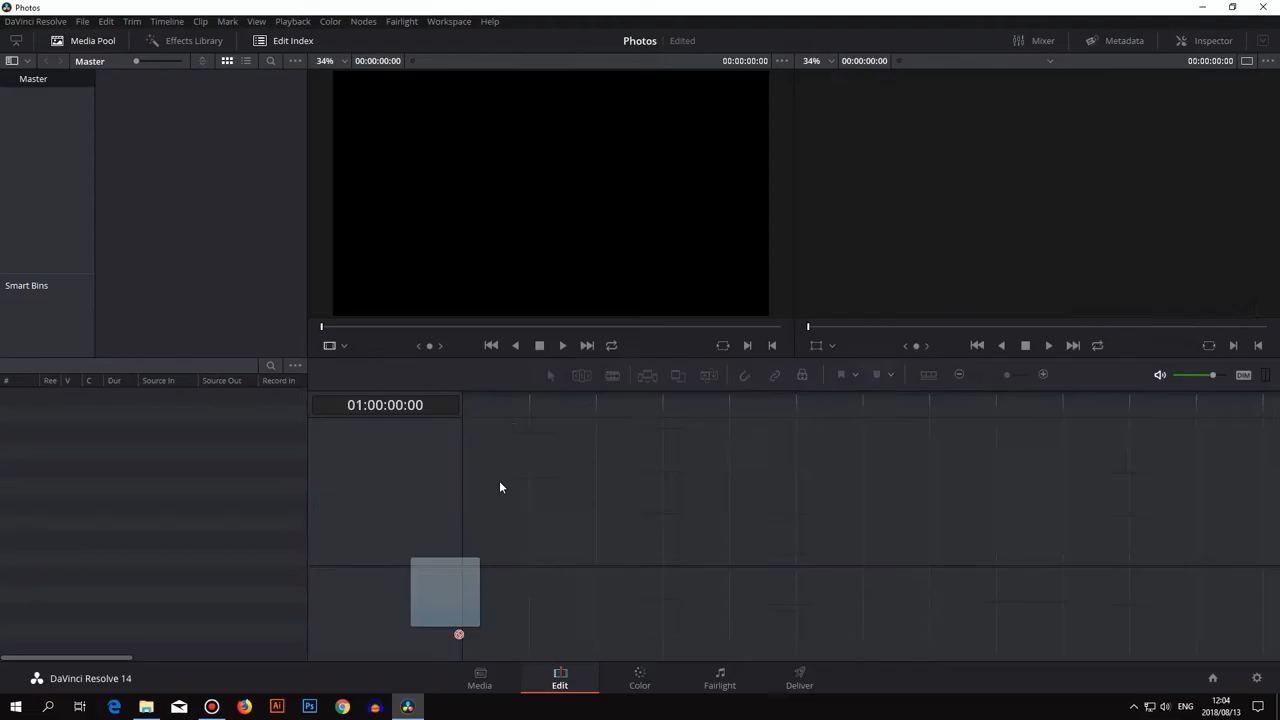 Photos
DaVinci Resolve File Edit Trim Timeline Clip Mark View Playback Color Nodes Fairlight Workspace Help
Media Pool Effects Library Edit Index Photos Edited Mixer Metadata Inspector
Master 34% 00:00:00:00 00:00:00:00 34% 00:00:00:00 00:00:00:00
Master
Smart Bins
# Ree V C Dur Source In Source Out Record In
DIM
01:00:00:00
DaVinci Resolve 14 Media Edit Color Fairlight Deliver
Ai Ps ENG 12:04
2018/08/13